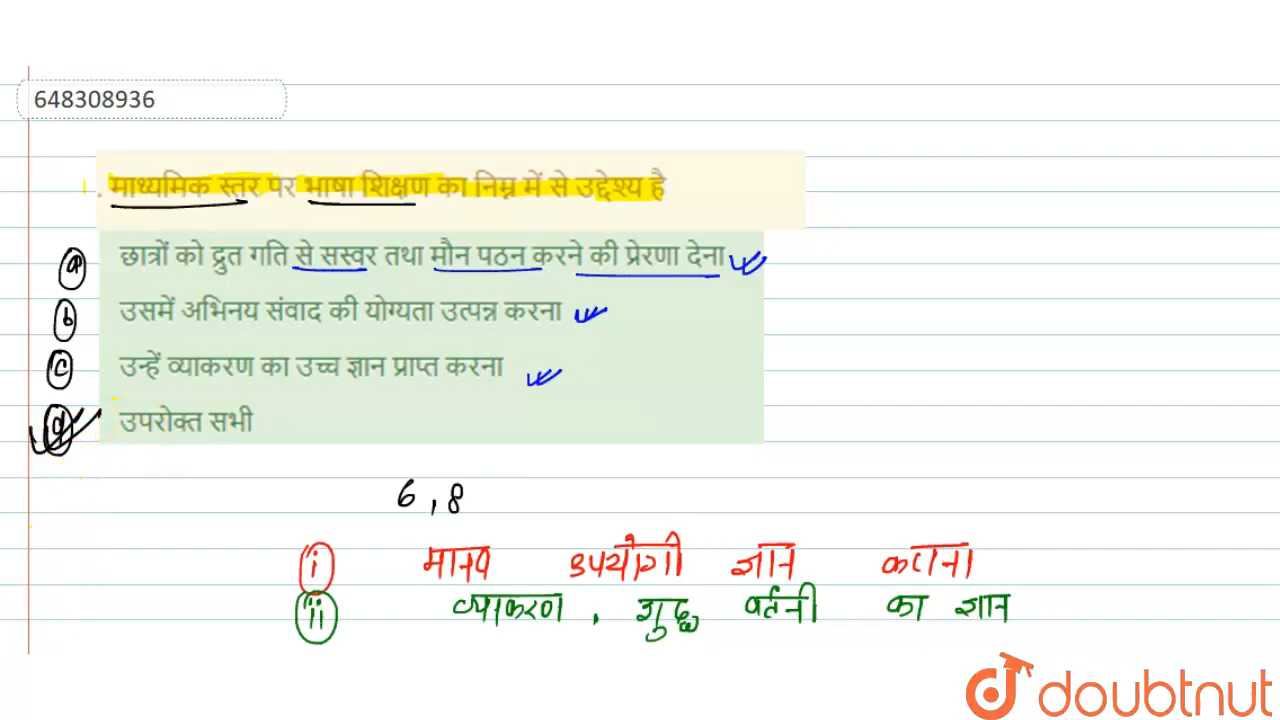 648308936
. माध्यमिक स्तर पर भाषा शिक्षण का निम्न में से उद्देश्य है
a छात्रों को द्रुत गति से सस्वर तथा मौन पठन करने की प्रेरणा देना
b उसमें अभिनय संवाद की योग्यता उत्पन्न करना
c उन्हें व्याकरण का उच्च ज्ञान प्राप्त करना
d उपरोक्त सभी
6 , 8
i मानव उपयोगी ज्ञान कराना
ii व्याकरण , शुद्ध वर्तनी का ज्ञान
doubtnut